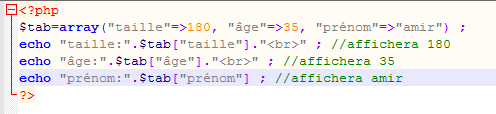 <?php
$tab=array("taille"=>180, "âge"=>35, "prénom"=>"amir") ;
echo "taille:".$tab["taille"]."<br>" ; //affichera 180
echo "âge:".$tab["âge"]."<br>" ; //affichera 35
echo "prénom:".$tab["prénom"] ; //affichera amir
?>